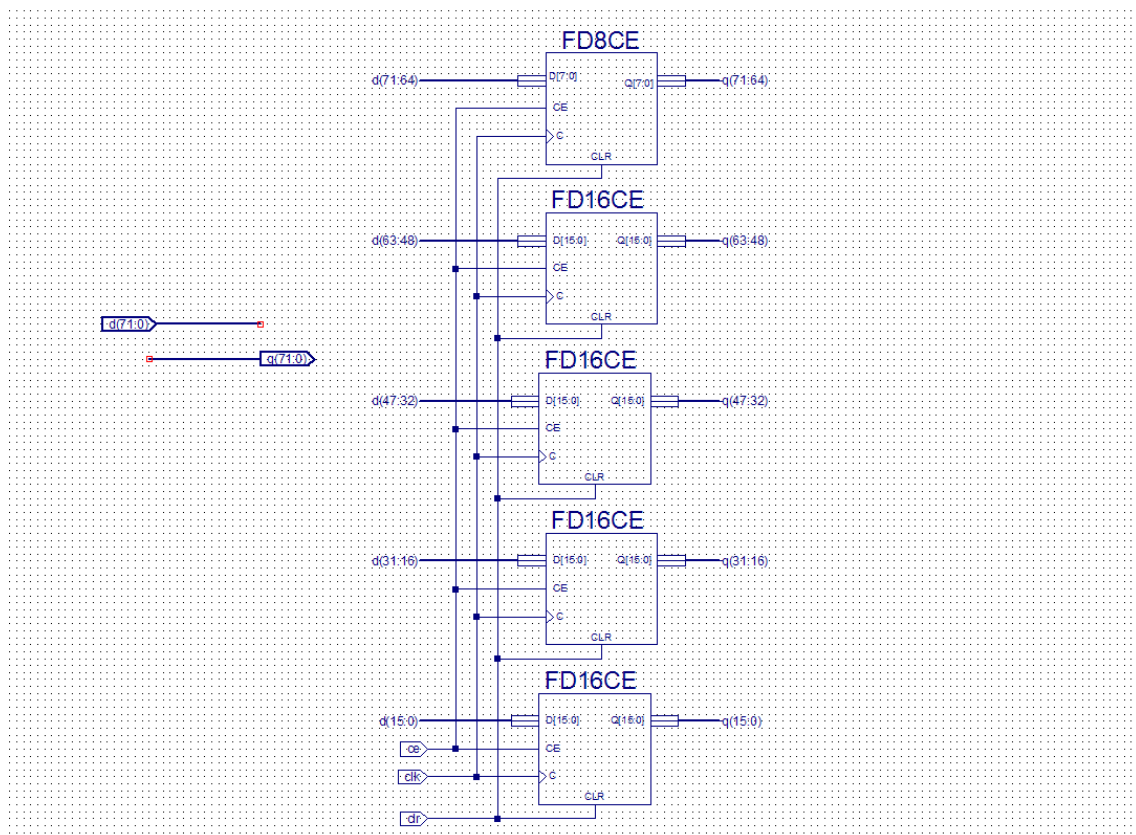 FD8CE
d(71:64) D[7:0] Q[7:0] q(71:64)
CE
C
CLR
FD16CE
d(63:48) D[15:0] Q[15:0] q(63:48)
CE
C
CLR
d(71:0)
q(71:0)
FD16CE
d(47:32) D[15:0] Q[15:0] q(47:32)
CE
C
CLR
FD16CE
d(31:16) D[15:0] Q[15:0] q(31:16)
CE
C
CLR
FD16CE
d(15:0) D[15:0] Q[15:0] q(15:0)
ce CE
clk C
CLR
clr